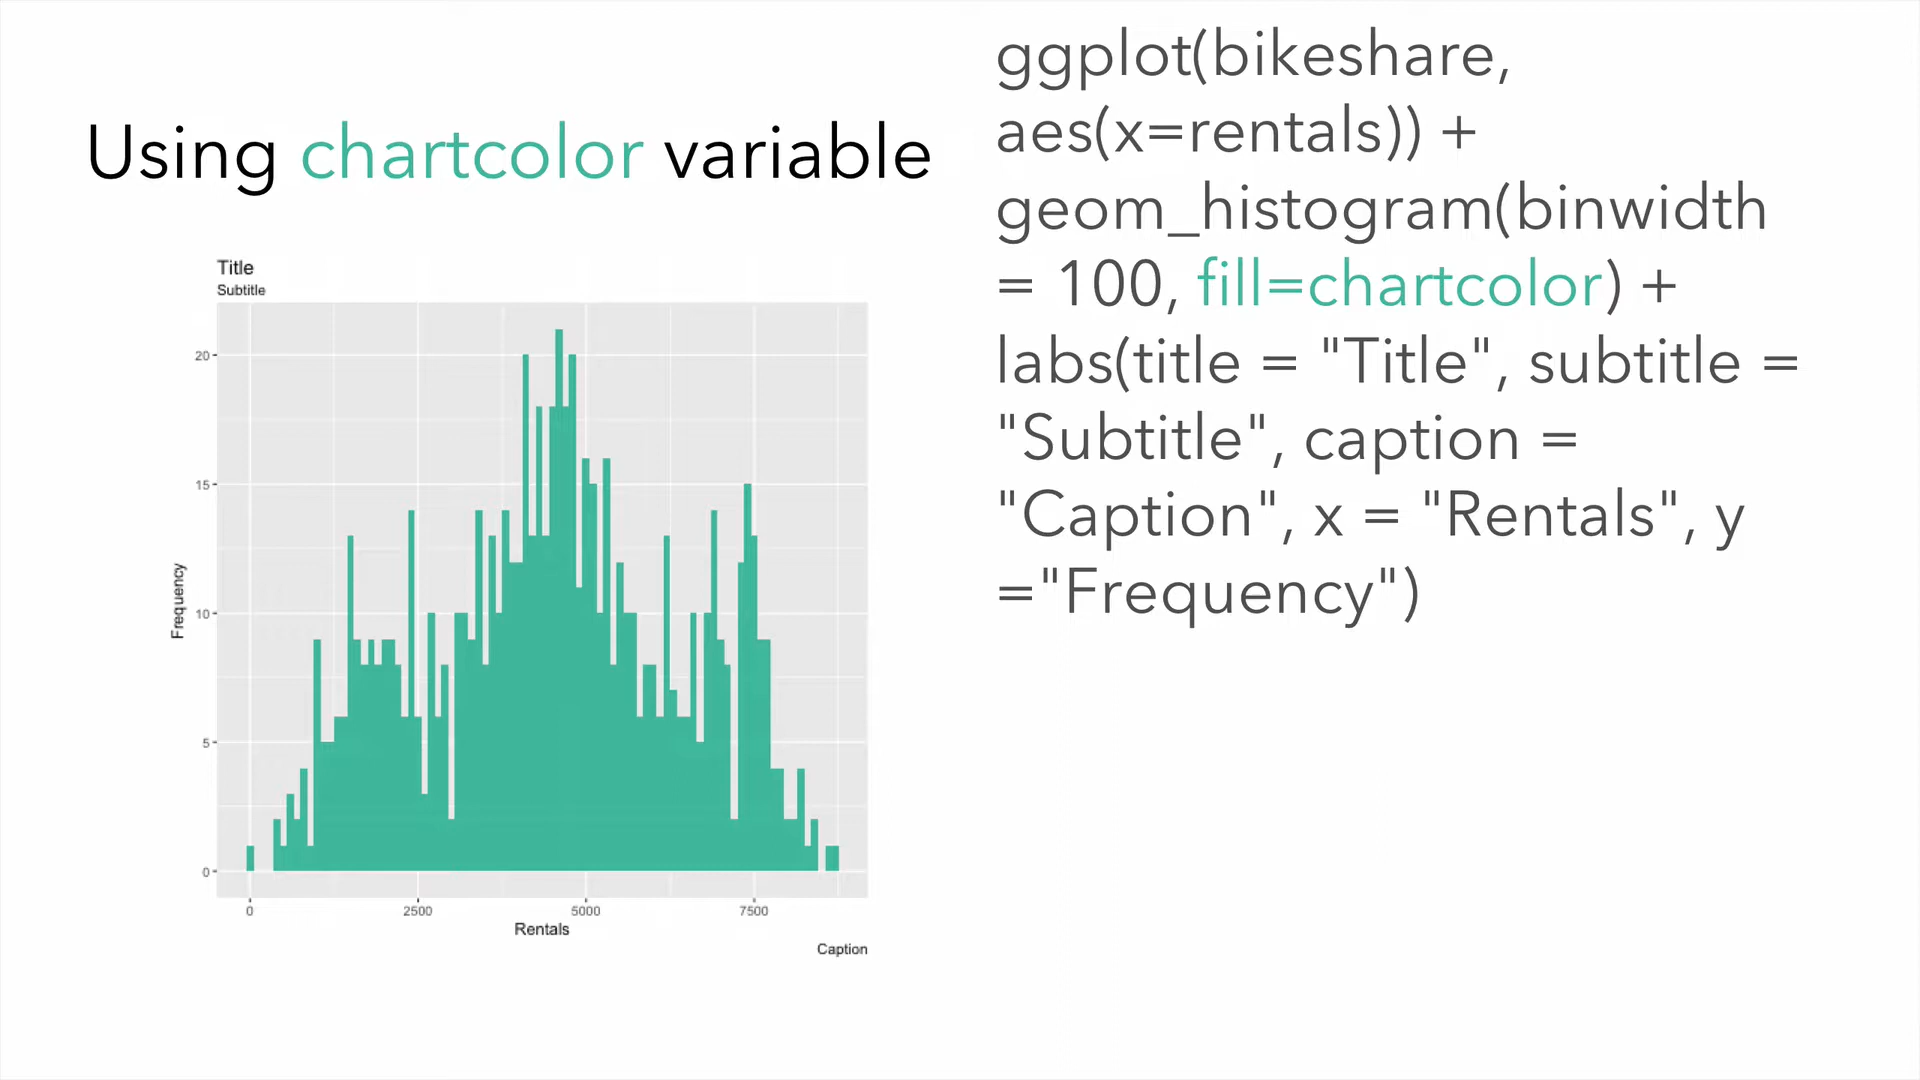 Using chartcolor variable
Title
Subtitle
20
15
10
5
0
Frequency
0 2500 5000 7500
Rentals
Caption
ggplot(bikeshare,
aes(x=rentals)) +
geom_histogram(binwidth
= 100, fill=chartcolor) +
labs(title = "Title", subtitle =
"Subtitle", caption =
"Caption", x = "Rentals", y
="Frequency")